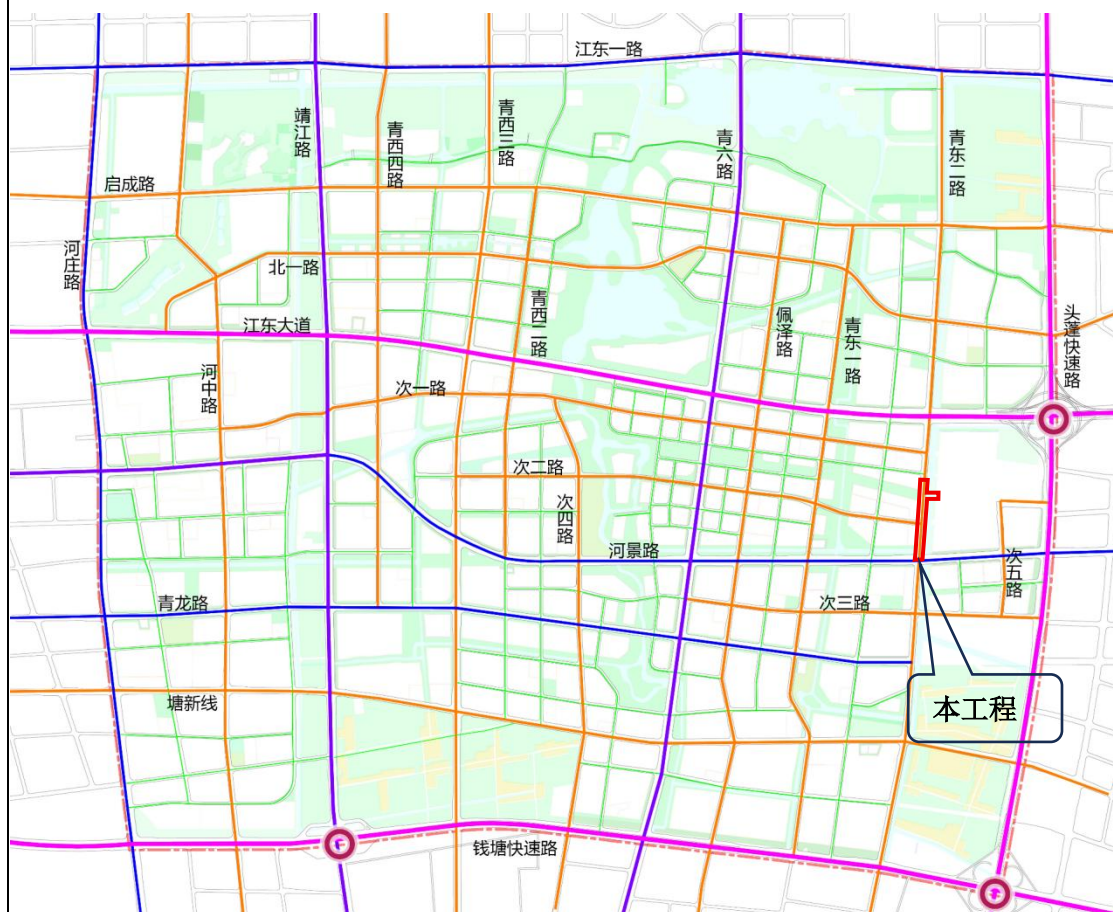 江东一路
靖江路
青西四路
青西三路
青六路
青东二路
启成路
河庄路
北一路
青西二路
佩泽路
青东一路
头蓬快速路
江东大道
河中路
次一路
次二路
次四路
河景路
次五路
青龙路
次三路
塘新线
本工程
钱塘快速路